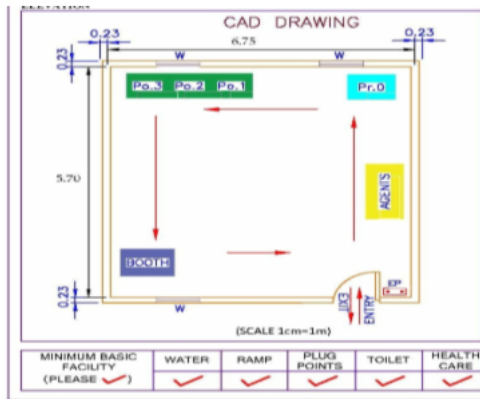 ELEVATION
CAD DRAWING
0,23
6.75
0,23
W
W
0,23
Po.3 Po.2 Po.1
Pr.0
5.70
AGENTS
BOOTH
EP
0,23
W
EXIT
ENTRY
(SCALE 1cm=1m)
MINIMUM BASIC FACILITY (PLEASE ✓)
WATER
RAMP
PLUG POINTS
TOILET
HEALTH CARE